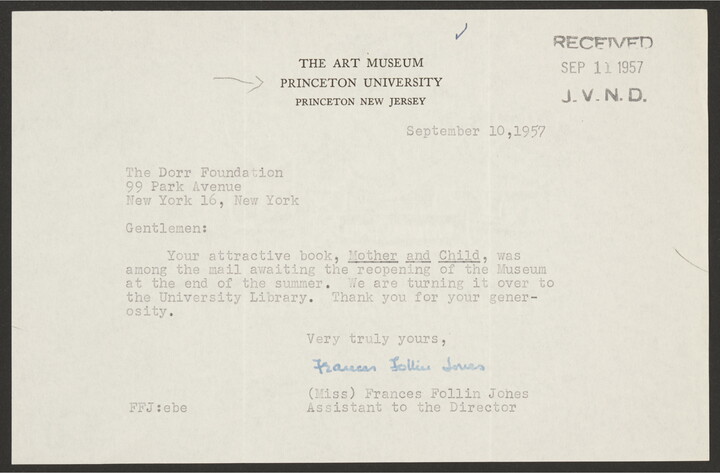 THE ART MUSEUM
PRINCETON UNIVERSITY
PRINCETON NEW JERSEY
RECEIVED
SEP 11 1957
J. V. N. D.
September 10,1957
The Dorr Foundation
99 Park Avenue
New York 16, New York
Gentlemen:
Your attractive book, Mother and Child, was
among the mail awaiting the reopening of the Museum
at the end of the summer. We are turning it over to
the University Library. Thank you for your gener-
osity.
Very truly yours,
Frances Follin Jones
(Miss) Frances Follin Jones
FFJ:ebe Assistant to the Director